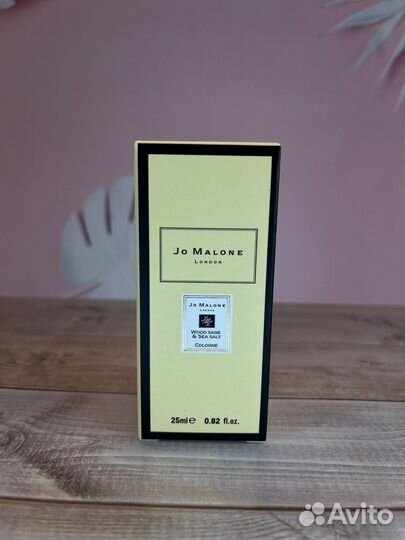 Jo Malone
London
Jo Malone
London
Wood Sage
& Sea Salt
Cologne
25ml℮ 0.82 fl.oz.
Avito